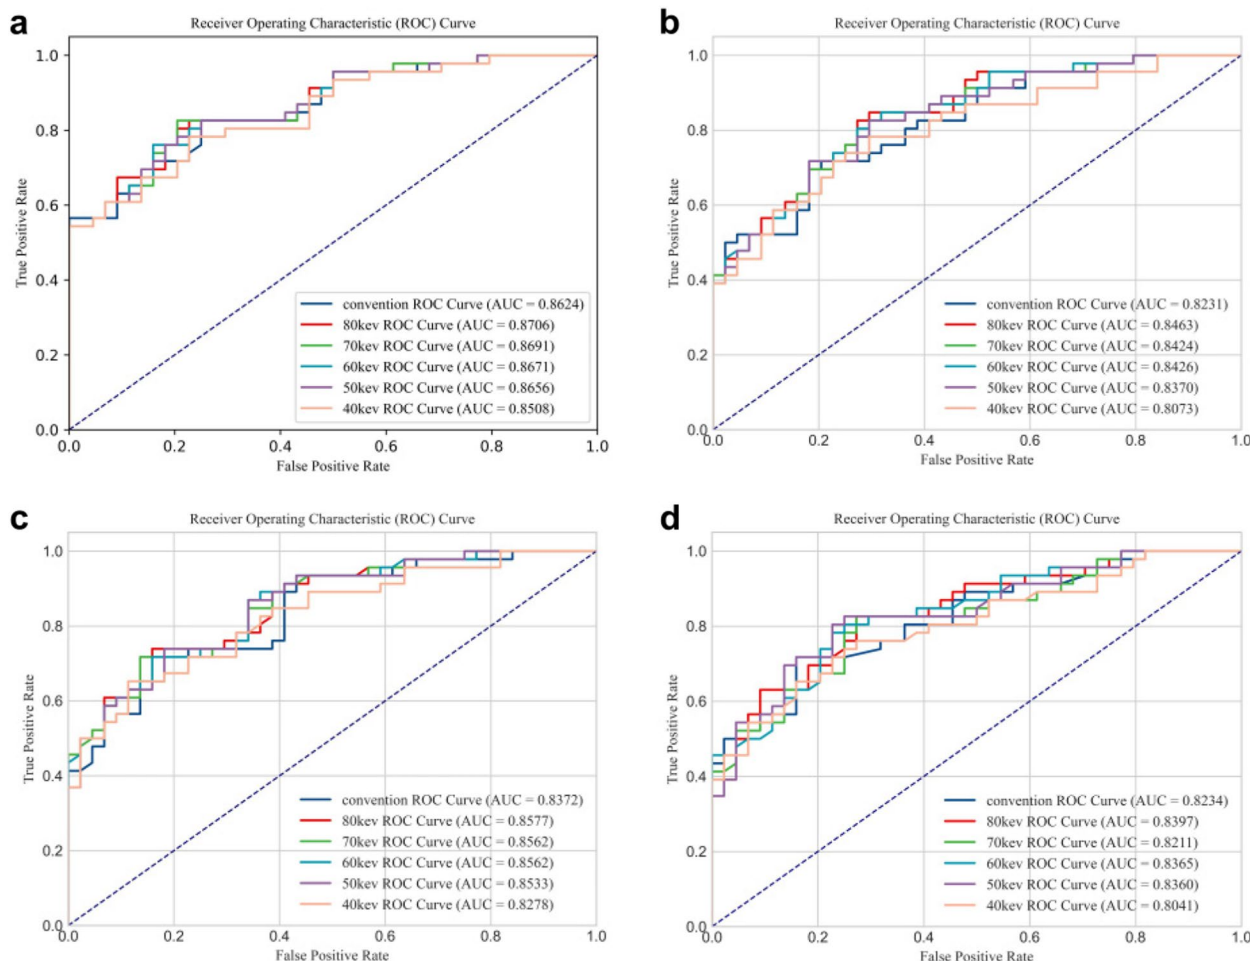 a
Receiver Operating Characteristic (ROC) Curve
1.0
0.8
0.6
0.4
0.2
0.0
True Positive Rate
convention ROC Curve (AUC = 0.8624)
80kev ROC Curve (AUC = 0.8706)
70kev ROC Curve (AUC = 0.8691)
60kev ROC Curve (AUC = 0.8671)
50kev ROC Curve (AUC = 0.8656)
40kev ROC Curve (AUC = 0.8508)
0.0 0.2 0.4 0.6 0.8 1.0
False Positive Rate
b
Receiver Operating Characteristic (ROC) Curve
1.0
0.8
0.6
0.4
0.2
0.0
True Positive Rate
convention ROC Curve (AUC = 0.8231)
80kev ROC Curve (AUC = 0.8463)
70kev ROC Curve (AUC = 0.8424)
60kev ROC Curve (AUC = 0.8426)
50kev ROC Curve (AUC = 0.8370)
40kev ROC Curve (AUC = 0.8073)
0.0 0.2 0.4 0.6 0.8 1.0
False Positive Rate
c
Receiver Operating Characteristic (ROC) Curve
1.0
0.8
0.6
0.4
0.2
0.0
True Positive Rate
convention ROC Curve (AUC = 0.8372)
80kev ROC Curve (AUC = 0.8577)
70kev ROC Curve (AUC = 0.8562)
60kev ROC Curve (AUC = 0.8562)
50kev ROC Curve (AUC = 0.8533)
40kev ROC Curve (AUC = 0.8278)
0.0 0.2 0.4 0.6 0.8 1.0
False Positive Rate
d
Receiver Operating Characteristic (ROC) Curve
1.0
0.8
0.6
0.4
0.2
0.0
True Positive Rate
convention ROC Curve (AUC = 0.8234)
80kev ROC Curve (AUC = 0.8397)
70kev ROC Curve (AUC = 0.8211)
60kev ROC Curve (AUC = 0.8365)
50kev ROC Curve (AUC = 0.8360)
40kev ROC Curve (AUC = 0.8041)
0.0 0.2 0.4 0.6 0.8 1.0
False Positive Rate